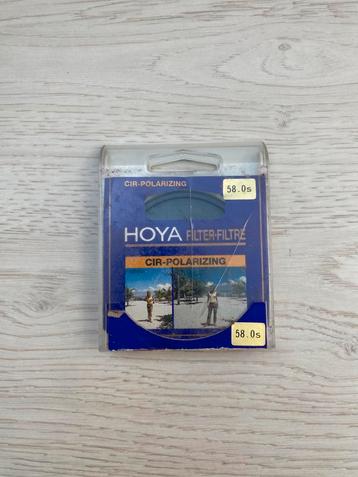 CIR-POLARIZING
58.0s
HOYA FILTER-FILTRE
CIR-POLARIZING
58.0s